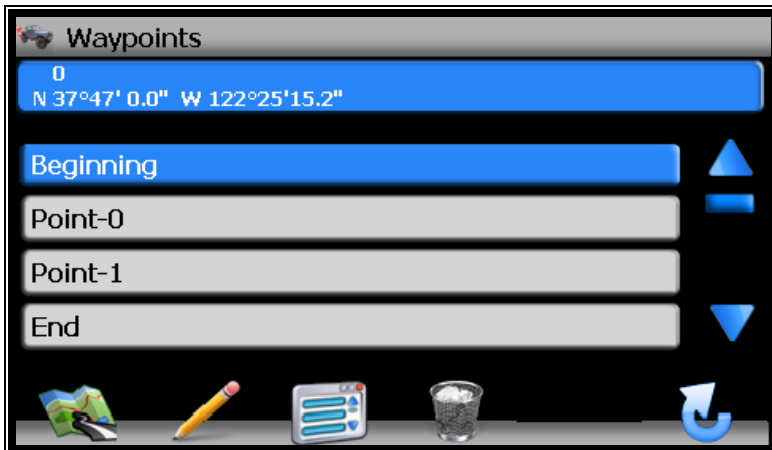 Waypoints
0
N 37°47' 0.0" W 122°25'15.2"
Beginning
Point-0
Point-1
End